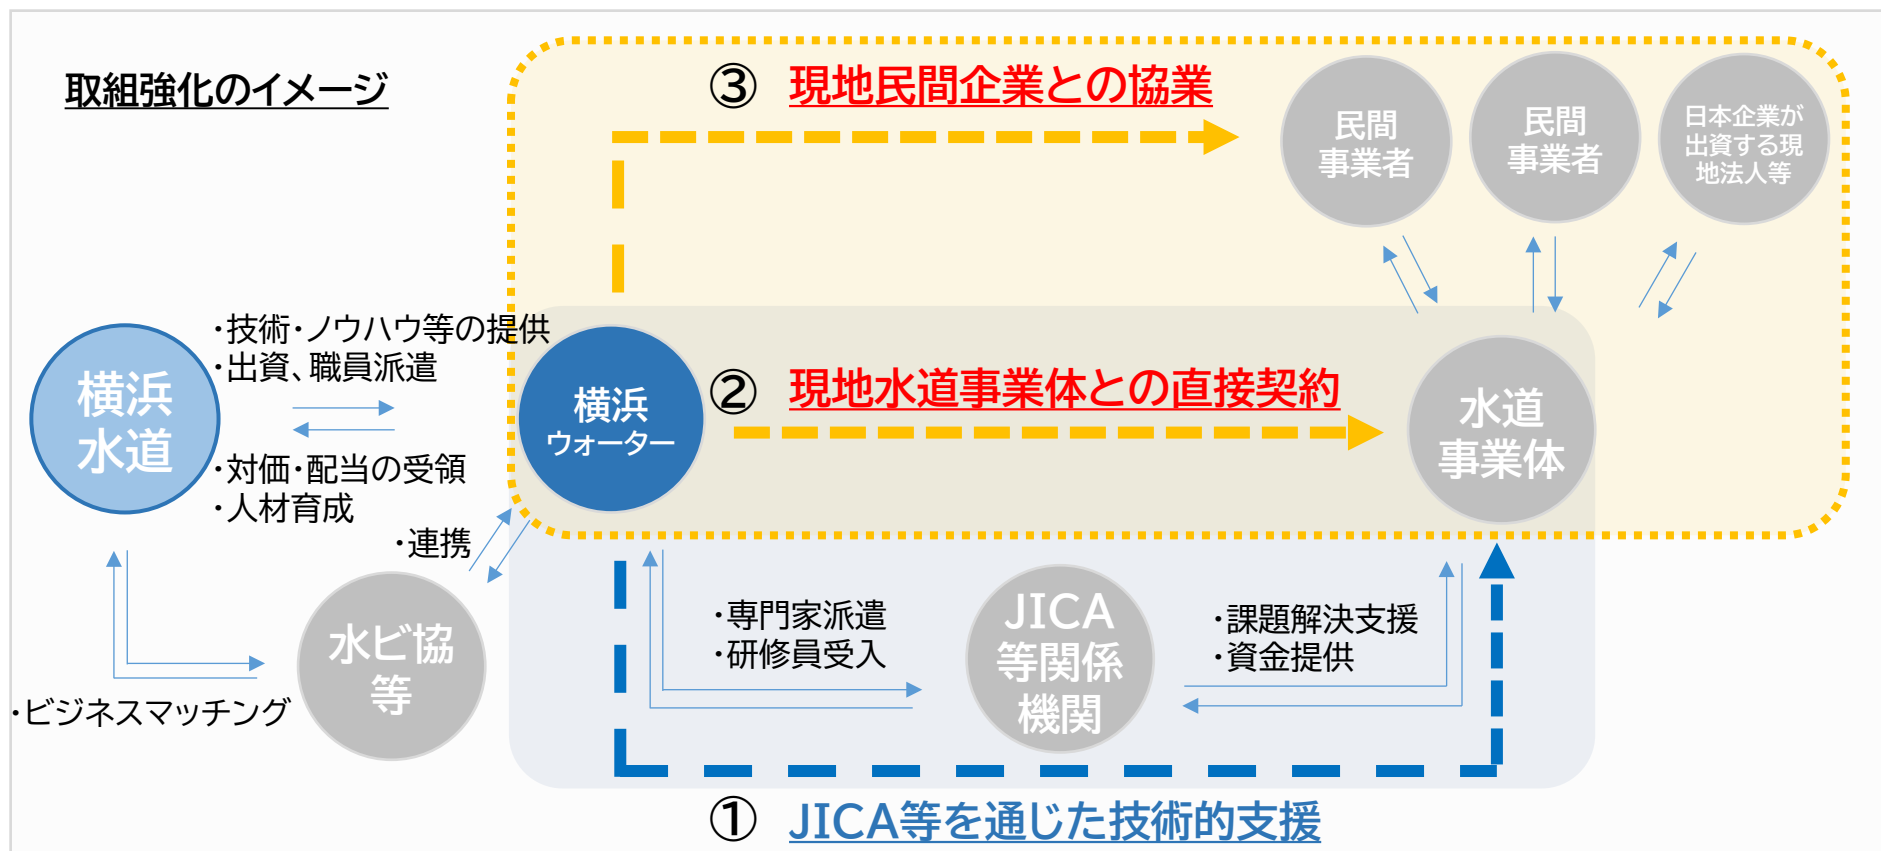 取組強化のイメージ
③ 現地民間企業との協業
民間
事業者
民間
事業者
日本企業が
出資する現
地法人等
・技術・ノウハウ等の提供
・出資、職員派遣
横浜
水道
・対価・配当の受領
・人材育成
横浜
ウォーター
② 現地水道事業体との直接契約
水道
事業体
・連携
水ビ協
等
・ビジネスマッチング
・専門家派遣
・研修員受入
JICA
等関係
機関
・課題解決支援
・資金提供
① JICA等を通じた技術的支援